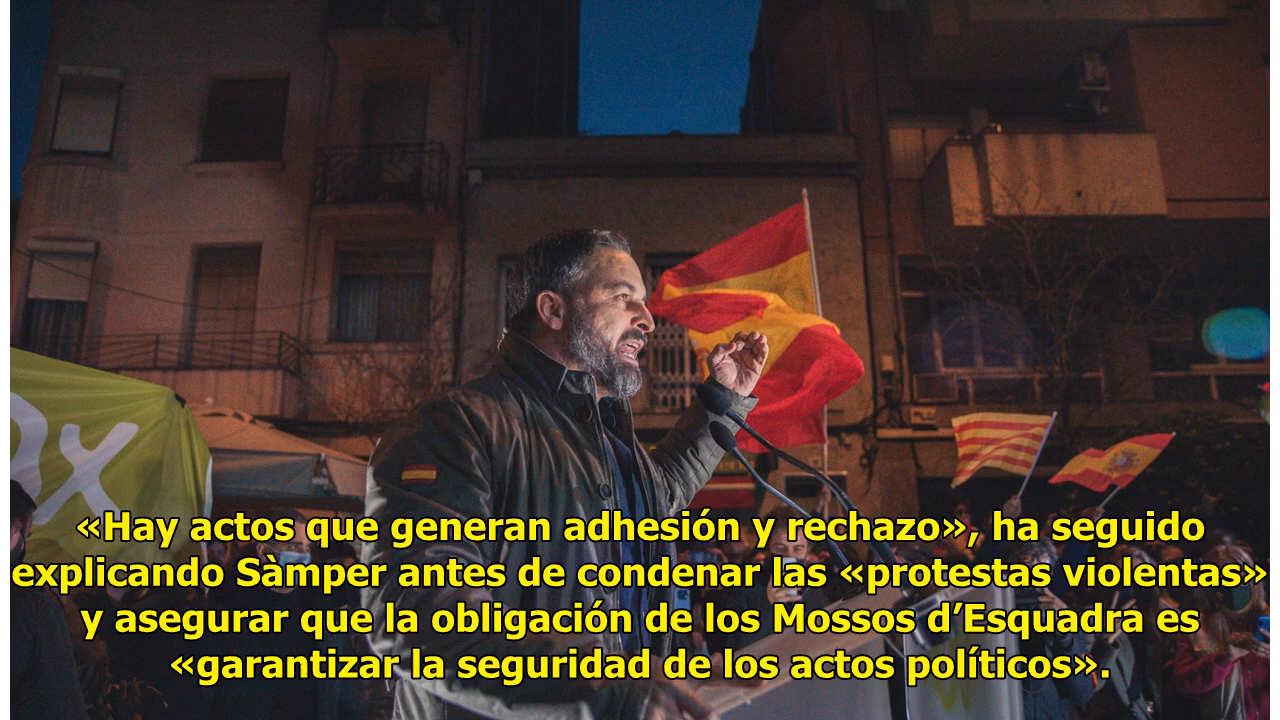 ox
«Hay actos que generan adhesión y rechazo», ha seguido
explicando Sàmper antes de condenar las «protestas violentas»
y asegurar que la obligación de los Mossos d’Esquadra es
«garantizar la seguridad de los actos políticos».